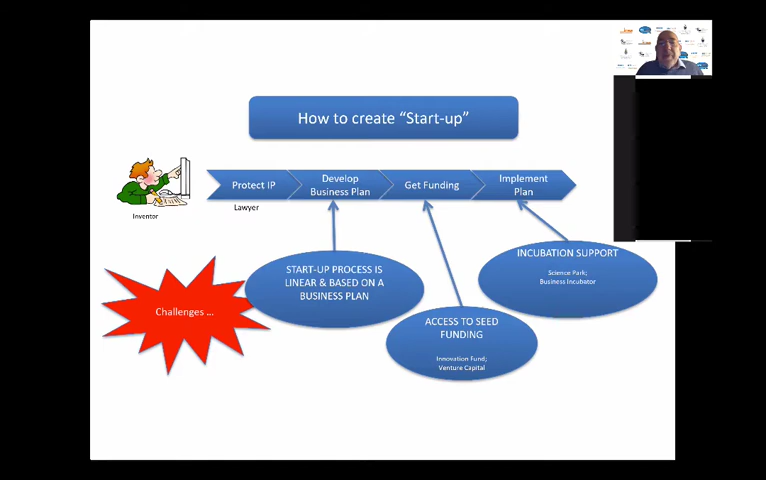 How to create “Start-up”
Protect IP
Develop
Business Plan
Get Funding
Implement
Plan
Inventor
Lawyer
Challenges ...
START-UP PROCESS IS
LINEAR & BASED ON A
BUSINESS PLAN
ACCESS TO SEED
FUNDING
Innovation Fund;
Venture Capital
INCUBATION SUPPORT
Science Park;
Business Incubator